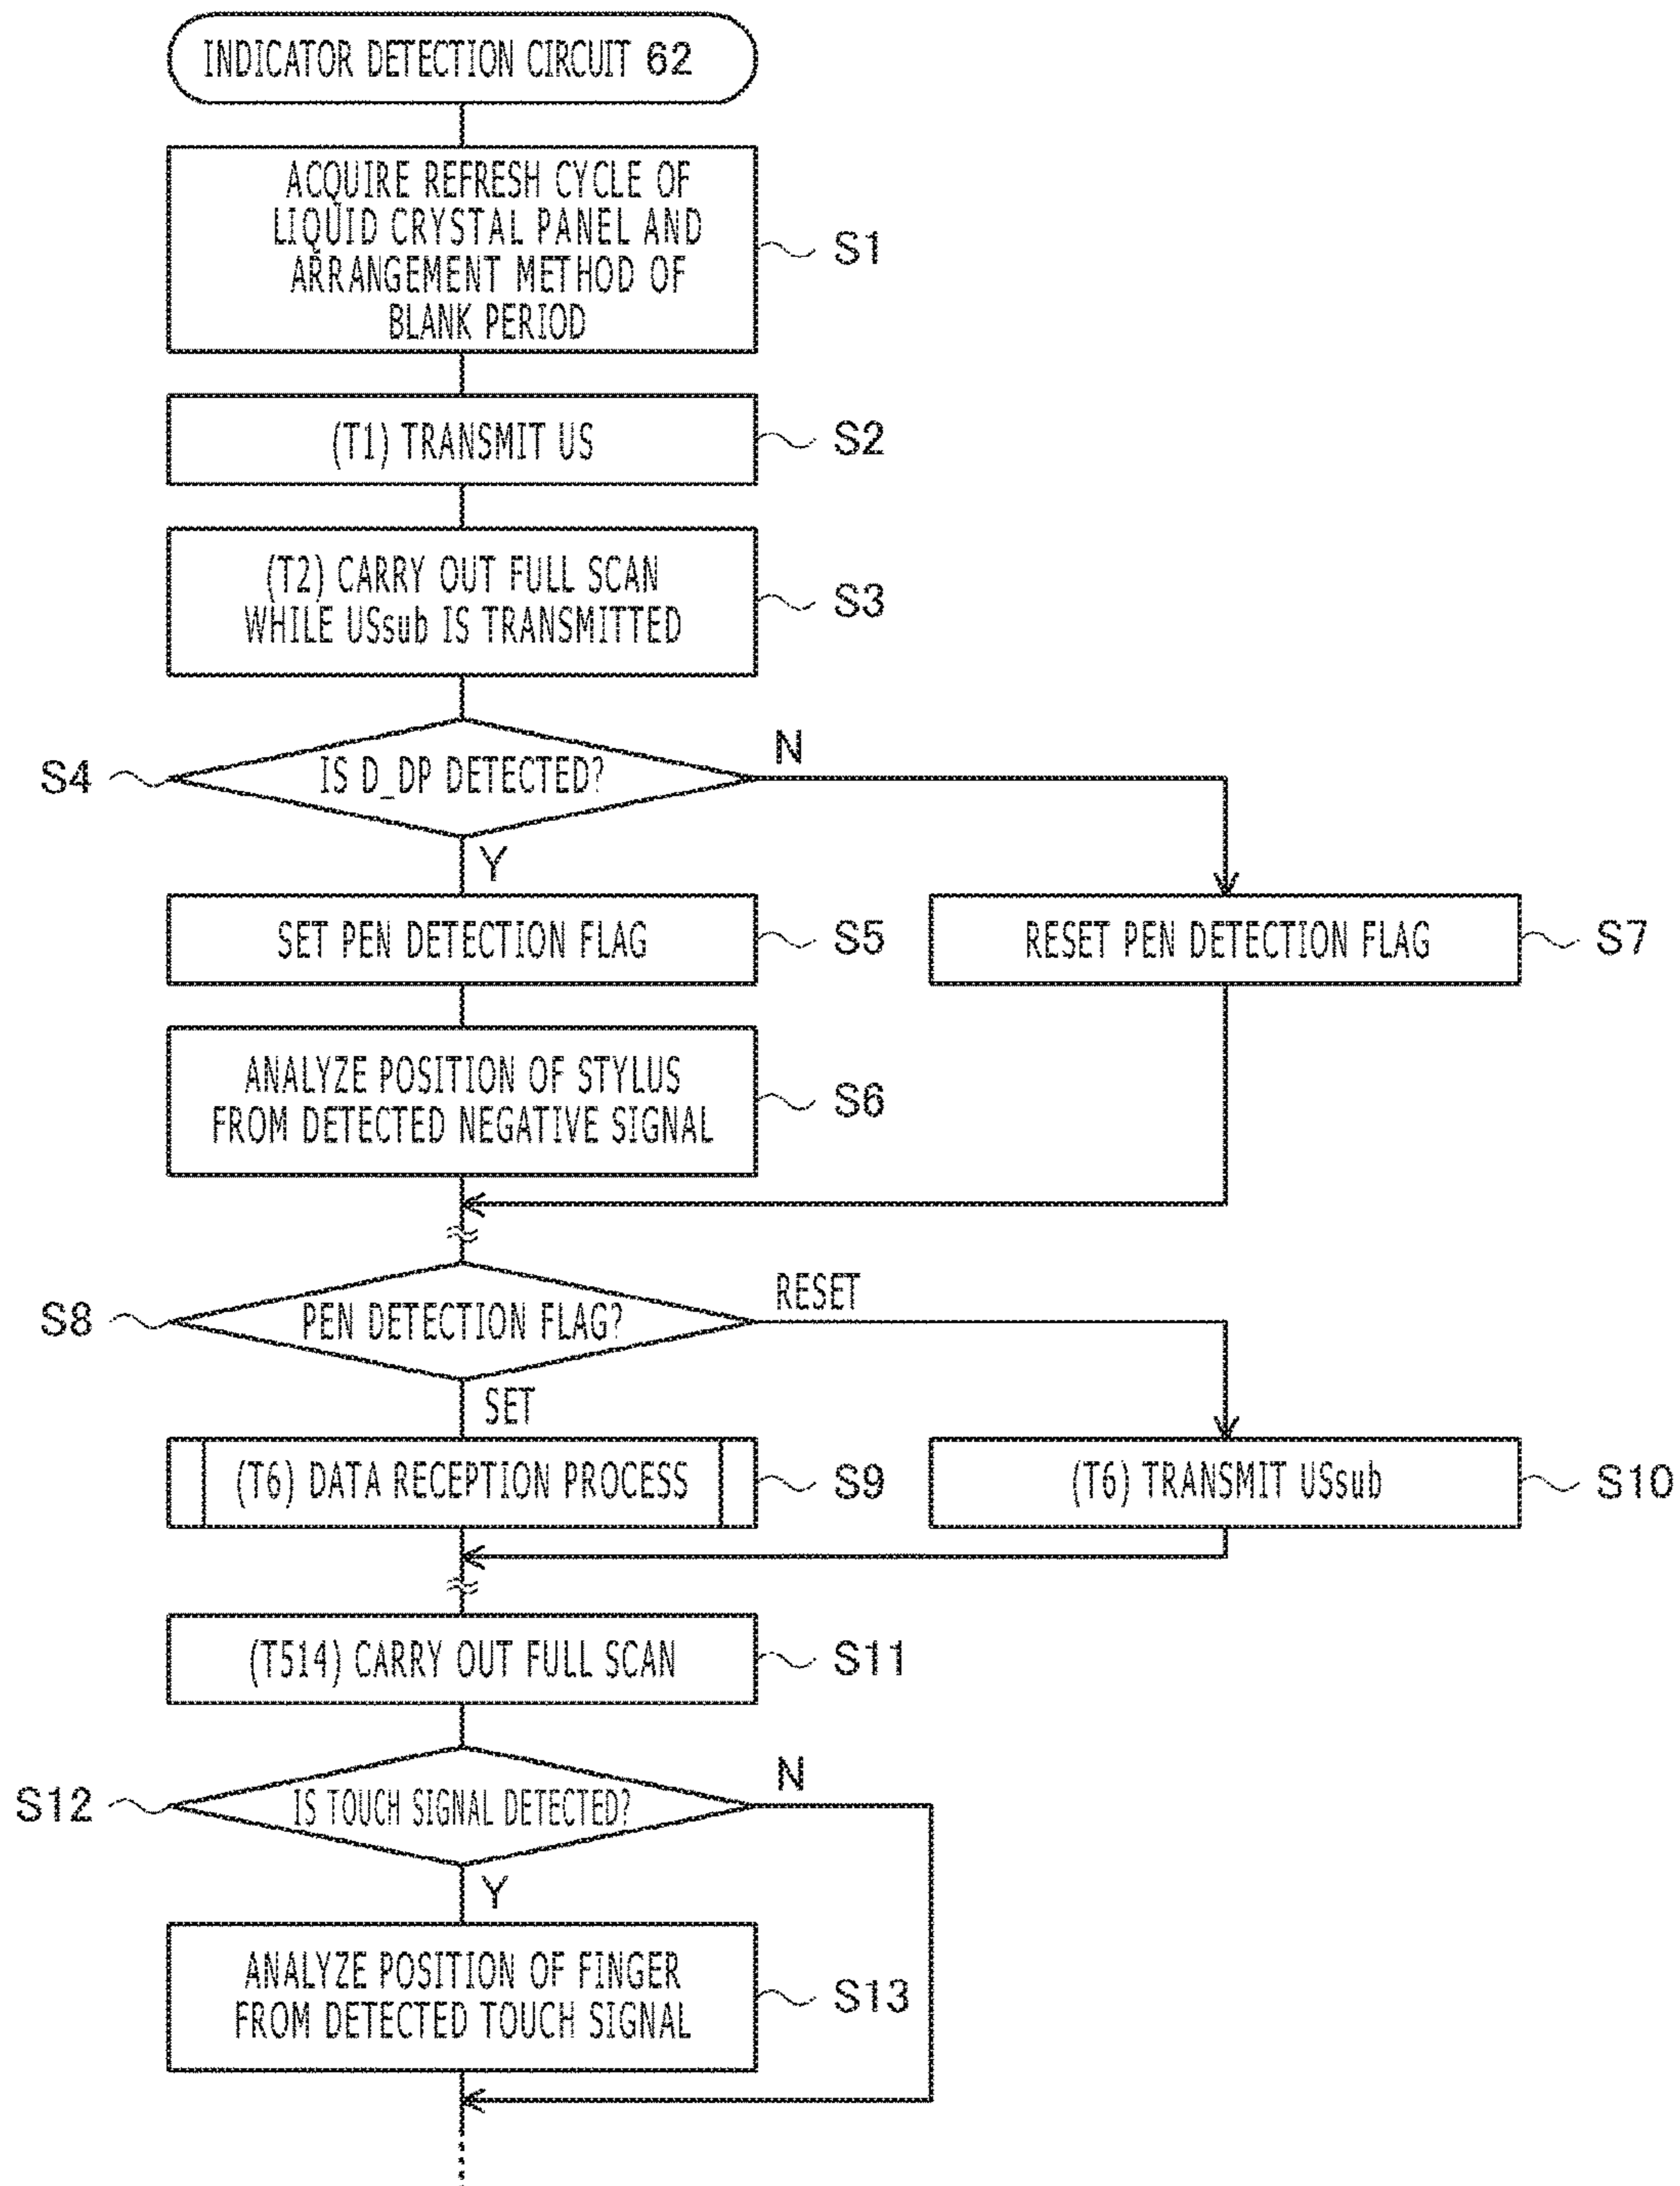 INDICATOR DETECTION CIRCUIT 62
ACQUIRE REFRESH CYCLE OF
LIQUID CRYSTAL PANEL AND
ARRANGEMENT METHOD OF
BLANK PERIOD
S1
(T1) TRANSMIT US
S2
(T2) CARRY OUT FULL SCAN
WHILE USsub IS TRANSMITTED
S3
S4
IS D_DP DETECTED?
N
Y
SET PEN DETECTION FLAG
S5
RESET PEN DETECTION FLAG
S7
ANALYZE POSITION OF STYLUS
FROM DETECTED NEGATIVE SIGNAL
S6
S8
PEN DETECTION FLAG?
RESET
SET
(T6) DATA RECEPTION PROCESS
S9
(T6) TRANSMIT USsub
S10
(T514) CARRY OUT FULL SCAN
S11
S12
IS TOUCH SIGNAL DETECTED?
N
Y
ANALYZE POSITION OF FINGER
FROM DETECTED TOUCH SIGNAL
S13